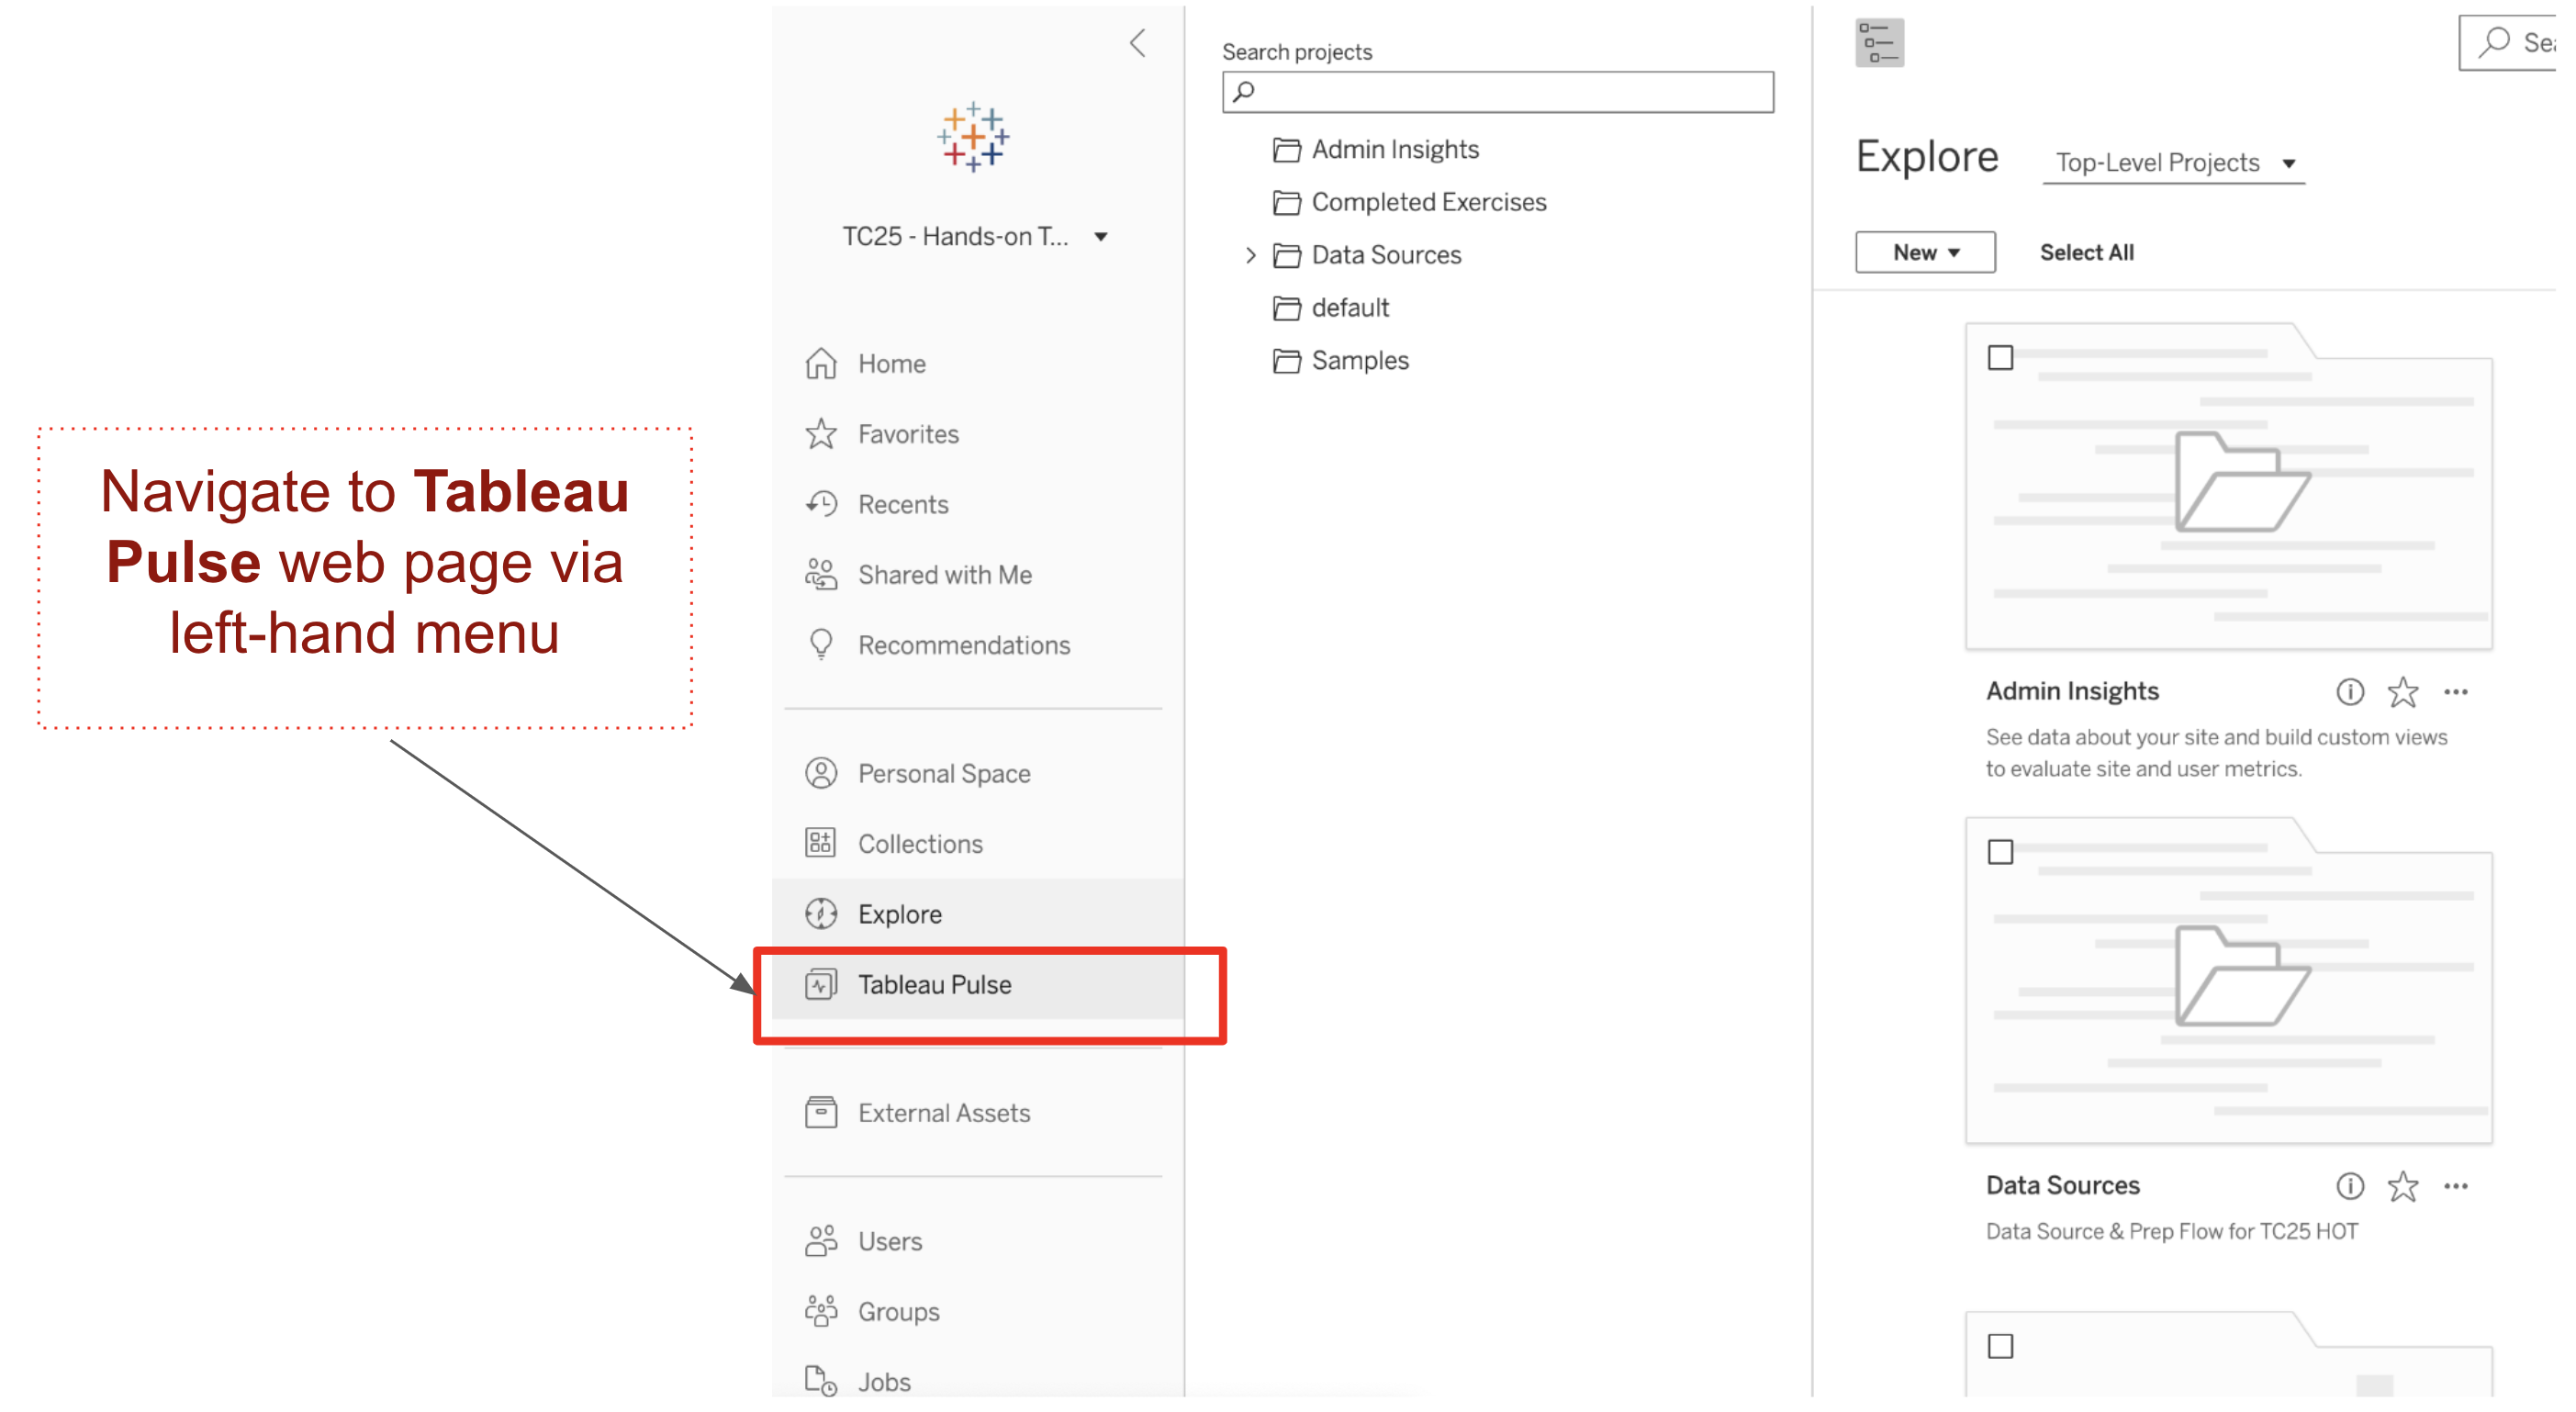 Navigate to Tableau
Pulse web page via
left-hand menu
TC25 - Hands-on T...
Home
Favorites
Recents
Shared with Me
Recommendations
Personal Space
Collections
Explore
Tableau Pulse
External Assets
Users
Groups
Jobs
Search projects
Admin Insights
Completed Exercises
Data Sources
default
Samples
Sea
Explore
Top-Level Projects
New
Select All
Admin Insights
See data about your site and build custom views
to evaluate site and user metrics.
Data Sources
Data Source & Prep Flow for TC25 HOT